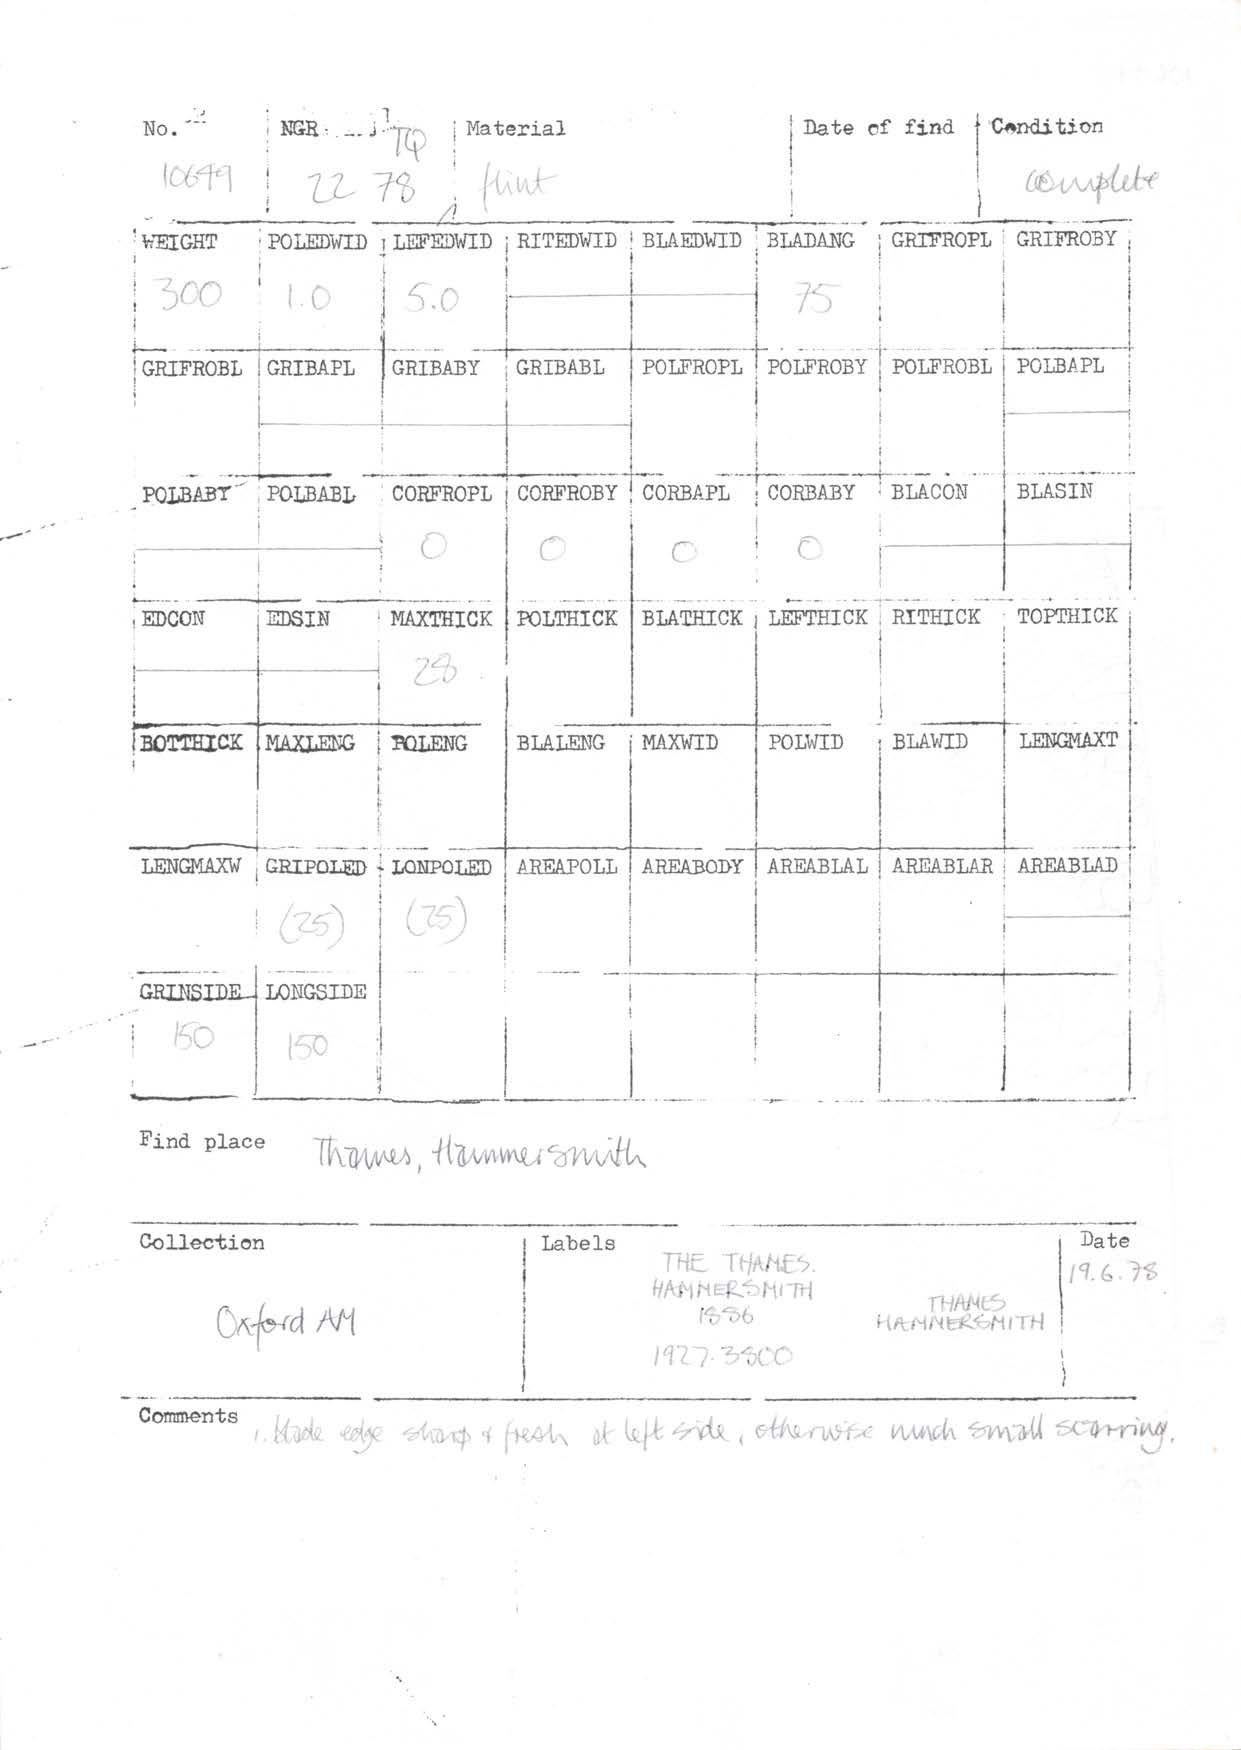 No. NGR Material Date of find Condition
10649 TQ 22 78 flint complete
WEIGHT POLEDWID LEFEDWID RITEDWID BLAEDWID BLADANG GRIFROPL GRIFROBY
300 1.0 5.0 75
GRIFROBL GRIBAPL GRIBABY GRIBABL POLFROPL POLFROBY POLFROBL POLBAPL
POLBABY POLBABL CORFROPL CORFROBY CORBAPL CORBABY BLACON BLASIN
0 0 0 0
EDCON EDSIN MAXTHICK POLTHICK BLATHICK LEFTHICK RITHICK TOPTHICK
28
BOTTHICK MAXLENG POLENG BLALENG MAXWID POLWID BLAWID LENGMAXT
LENGMAXW GRIPOLED LONPOLED AREAPOLL AREABODY AREABLAL AREABLAR AREABLAD
(25) (25)
GRINSIDE LONGSIDE
150 150
Find place Thames, Hammersmith
Collection Labels Date
Oxford AM
THE THAMES.
HAMMERSMITH
1886
1927.3800
THAMES
HAMMERSMITH
19.6.78
Comments 1. blade edge sharp & fresh at left side, otherwise much small scarring.